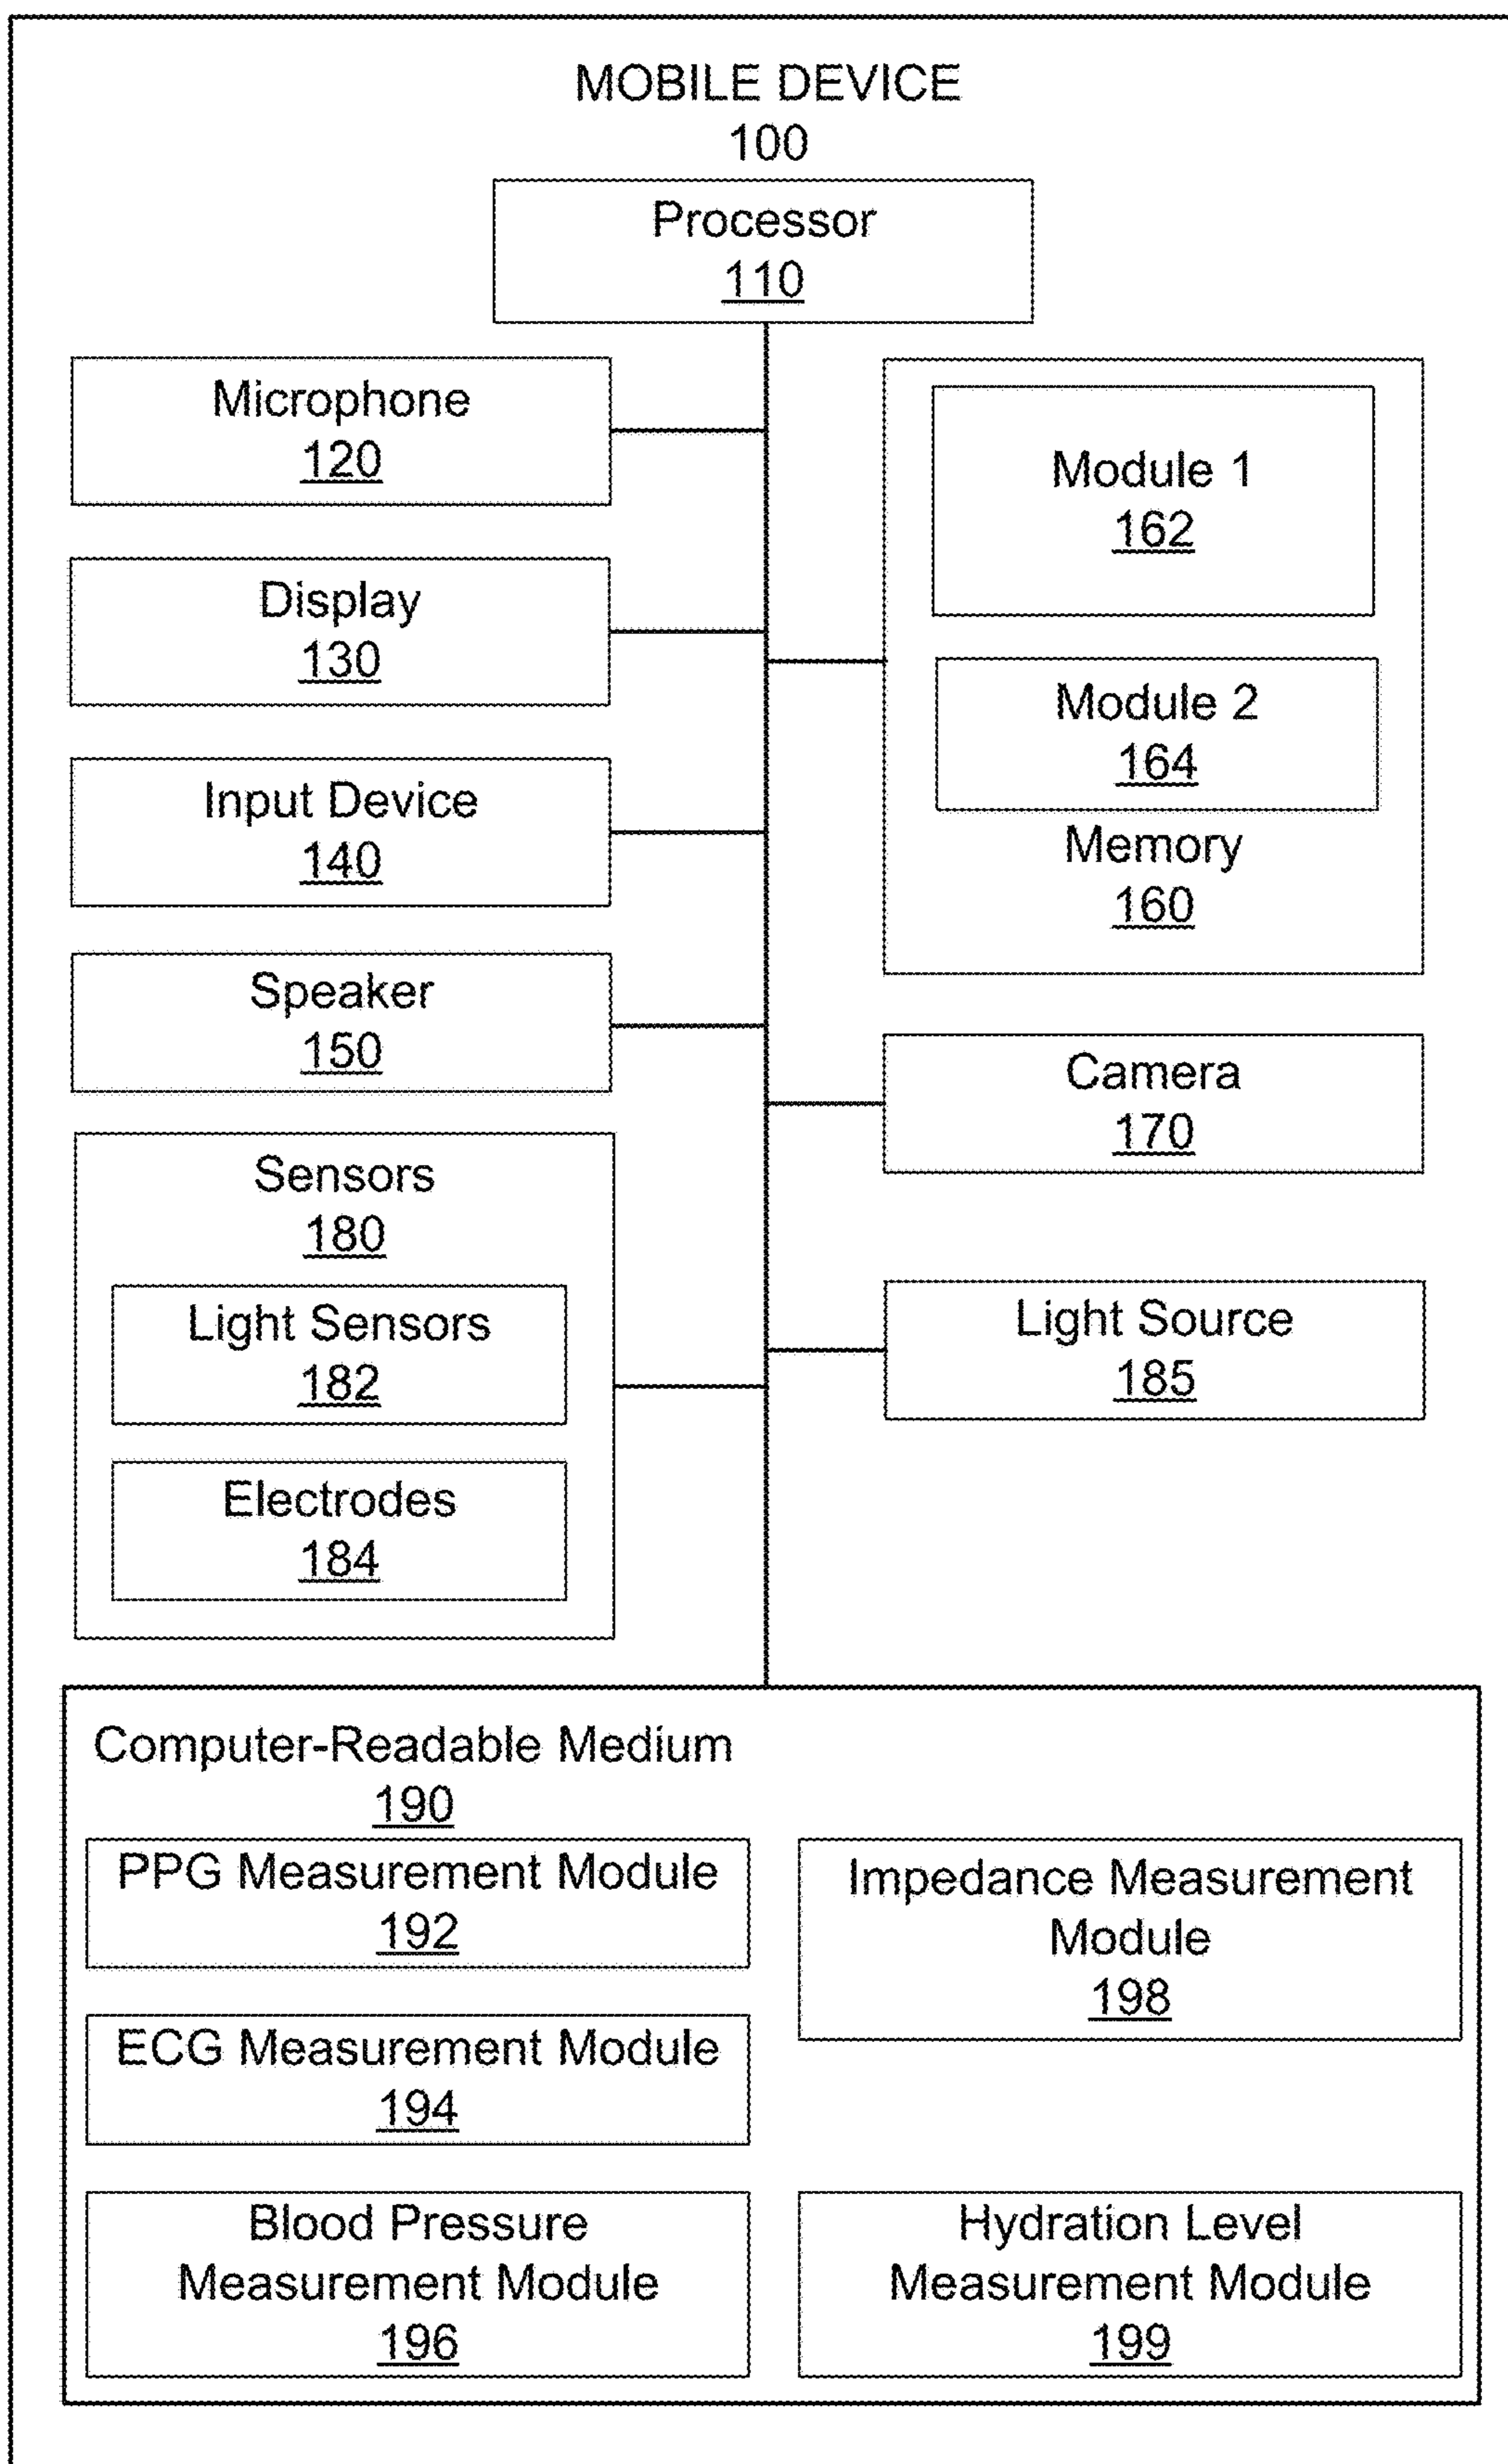 MOBILE DEVICE
100
Processor
110
Microphone
120
Display
130
Input Device
140
Speaker
150
Module 1
162
Module 2
164
Memory
160
Camera
170
Sensors
180
Light Sensors
182
Electrodes
184
Light Source
185
Computer-Readable Medium
190
PPG Measurement Module
192
ECG Measurement Module
194
Blood Pressure
Measurement Module
196
Impedance Measurement
Module
198
Hydration Level
Measurement Module
199